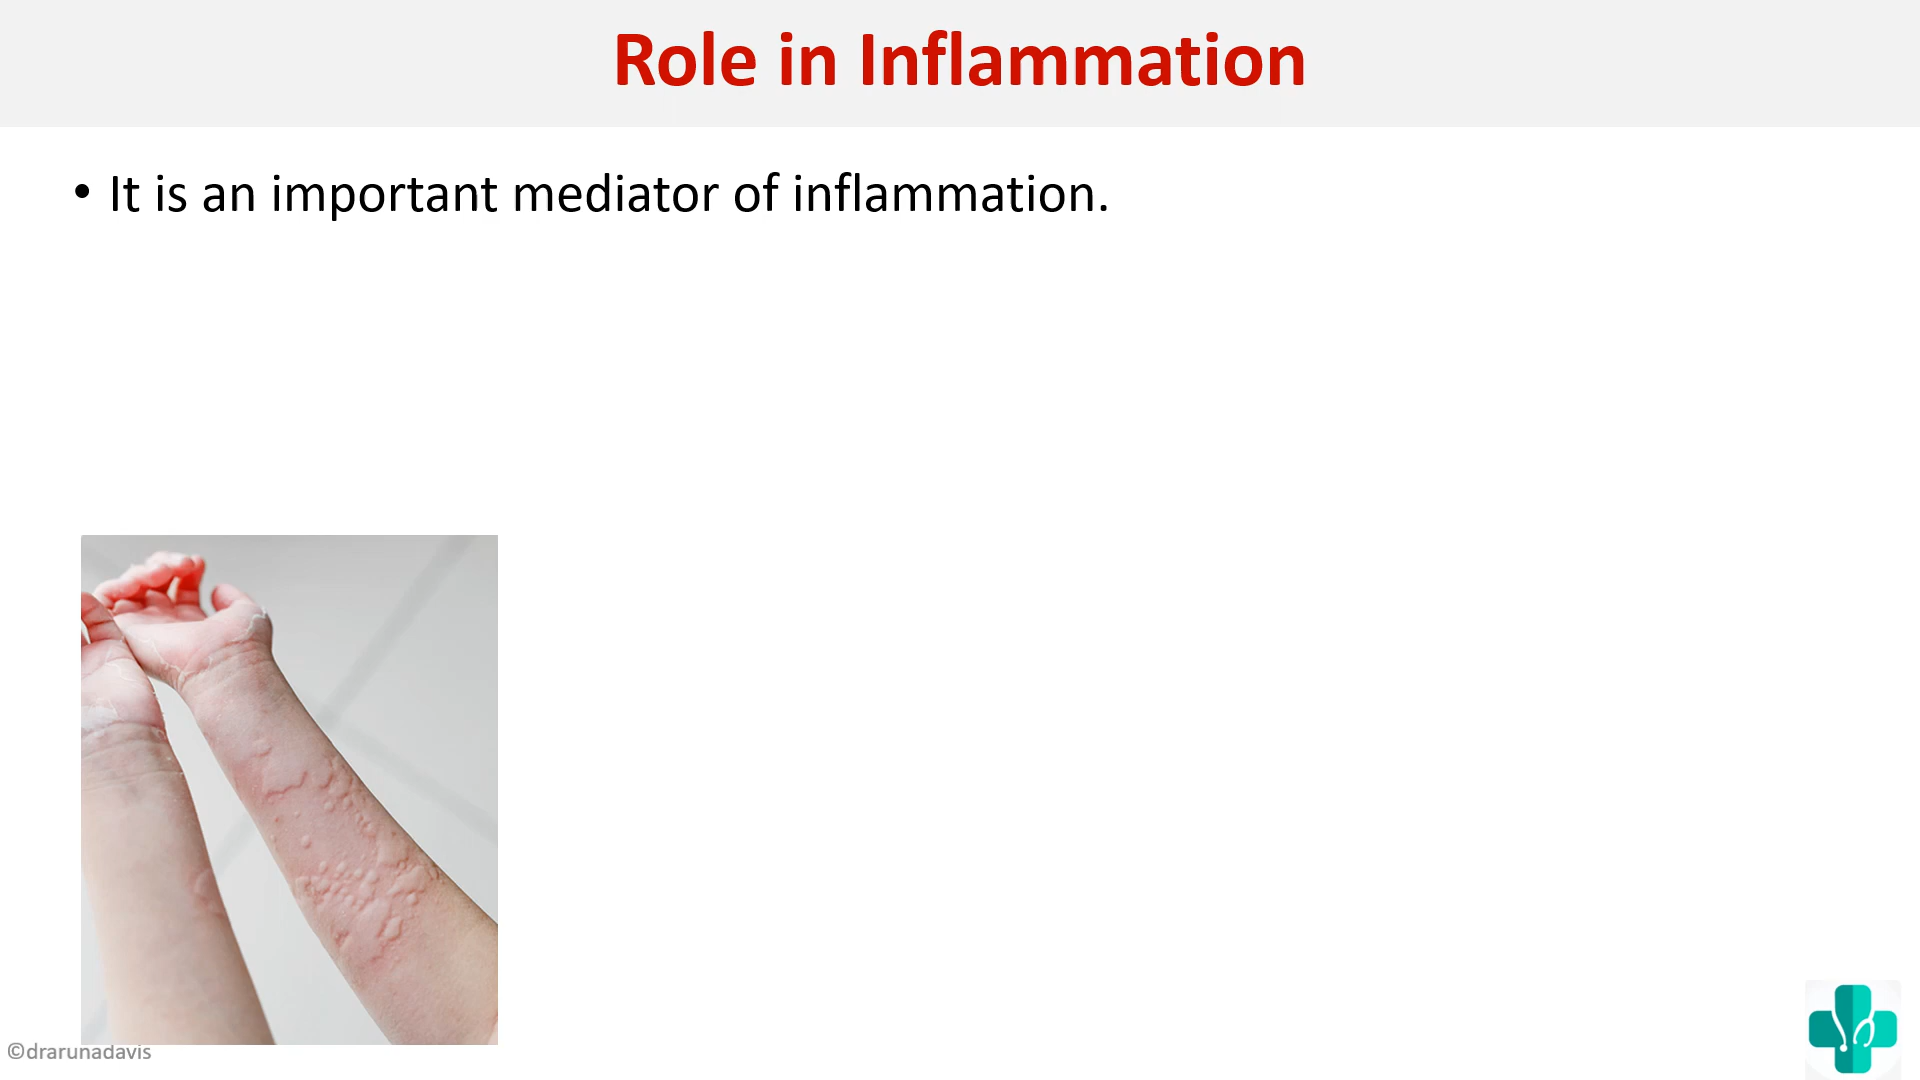 Role in Inflammation
• It is an important mediator of inflammation.
©drarunadavis